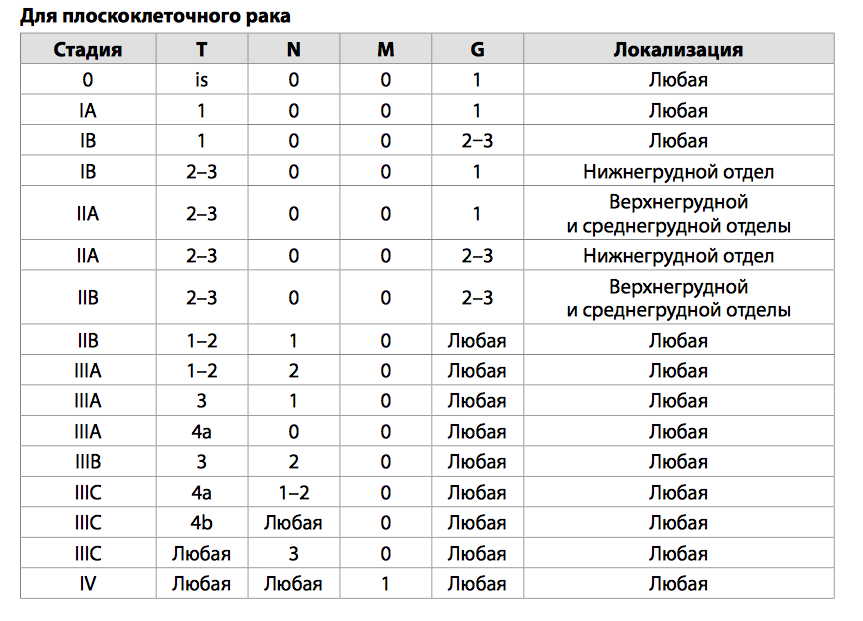 Для плоскоклеточного рака
Стадия T N M G Локализация
0 is 0 0 1 Любая
IA 1 0 0 1 Любая
IB 1 0 0 2–3 Любая
IB 2–3 0 0 1 Нижнегрудной отдел
IIA 2–3 0 0 1 Верхнегрудной
и среднегрудной отделы
IIA 2–3 0 0 2–3 Нижнегрудной отдел
IIB 2–3 0 0 2–3 Верхнегрудной
и среднегрудной отделы
IIB 1–2 1 0 Любая Любая
IIIA 1–2 2 0 Любая Любая
IIIA 3 1 0 Любая Любая
IIIA 4a 0 0 Любая Любая
IIIB 3 2 0 Любая Любая
IIIC 4a 1–2 0 Любая Любая
IIIC 4b Любая 0 Любая Любая
IIIC Любая 3 0 Любая Любая
IV Любая Любая 1 Любая Любая